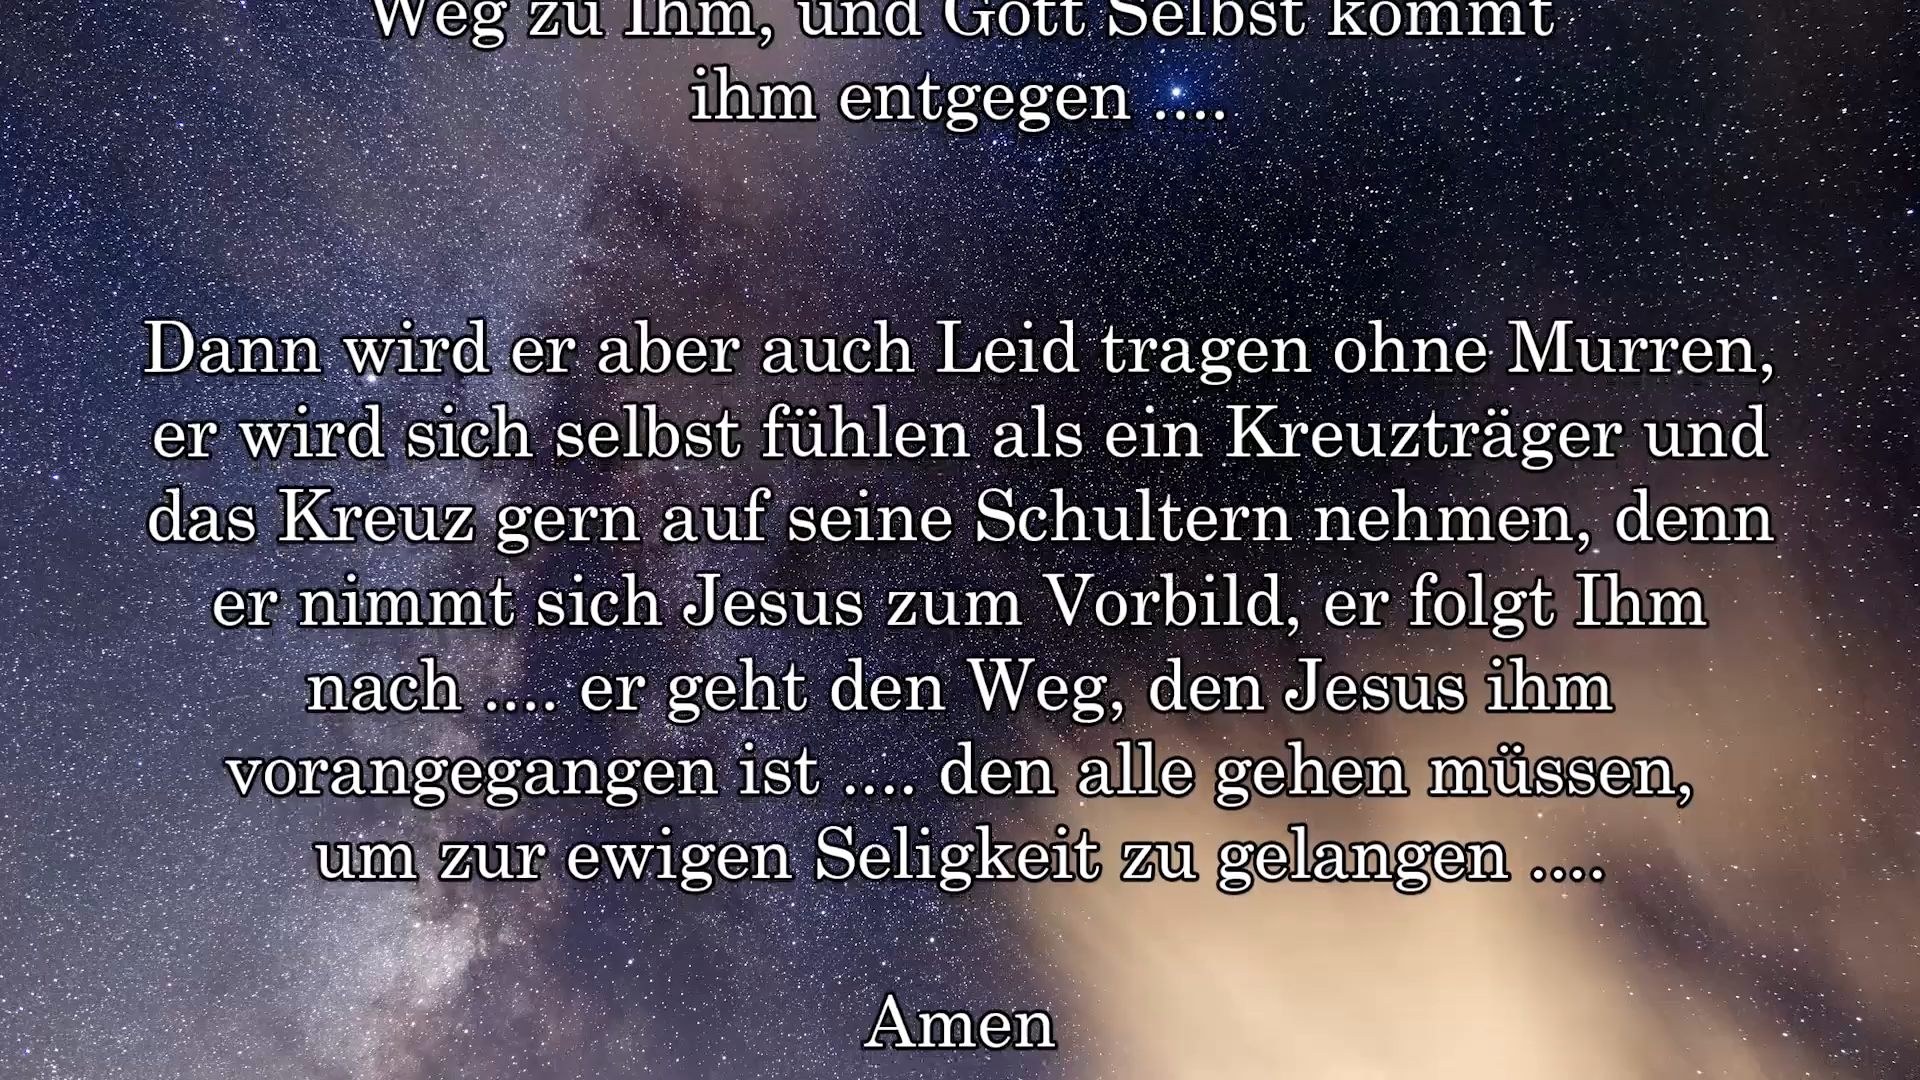 Weg zu Ihm, und Gott Selbst kommt
ihm entgegen ....
Dann wird er aber auch Leid tragen ohne Murren,
er wird sich selbst fühlen als ein Kreuzträger und
das Kreuz gern auf seine Schultern nehmen, denn
er nimmt sich Jesus zum Vorbild, er folgt Ihm
nach .... er geht den Weg, den Jesus ihm
vorangegangen ist .... den alle gehen müssen,
um zur ewigen Seligkeit zu gelangen ....
Amen